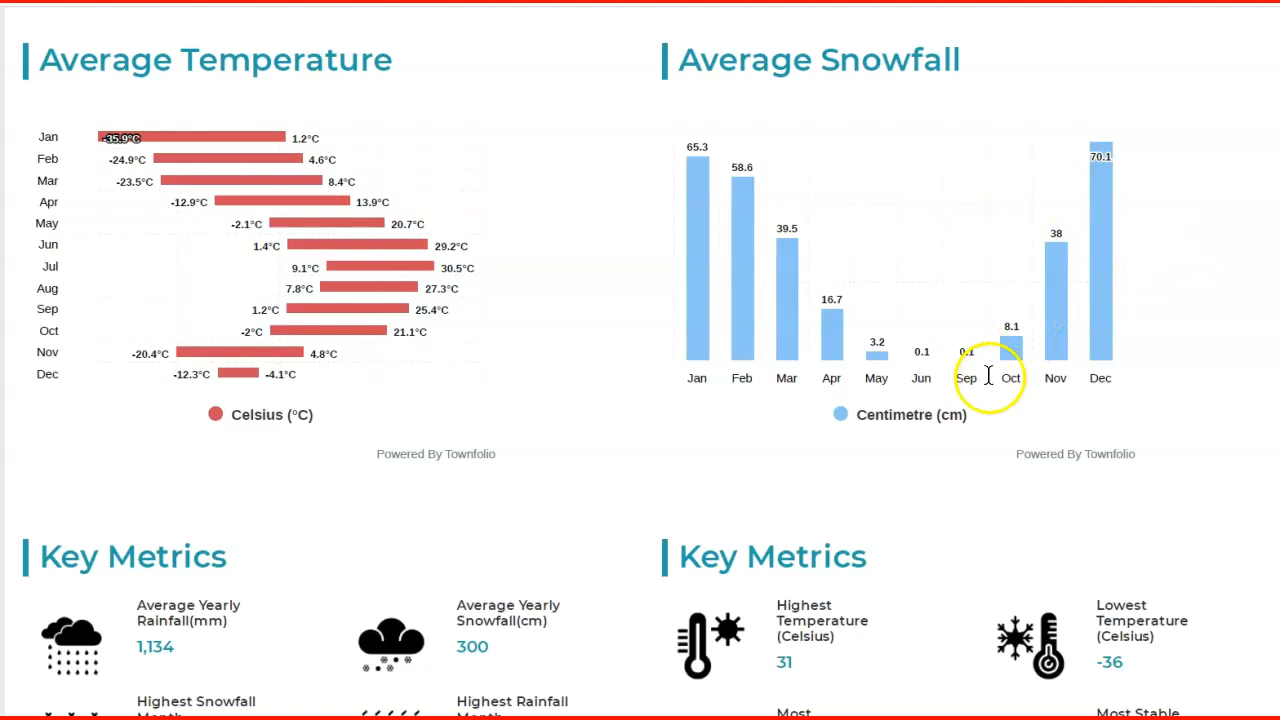 Average Temperature
Jan -35.9°C 1.2°C
Feb -24.9°C 4.6°C
Mar -23.5°C 8.4°C
Apr -12.9°C 13.9°C
May -2.1°C 20.7°C
Jun 1.4°C 29.2°C
Jul 9.1°C 30.5°C
Aug 7.8°C 27.3°C
Sep 1.2°C 25.4°C
Oct -2°C 21.1°C
Nov -20.4°C 4.8°C
Dec -12.3°C -4.1°C
Celsius (°C)
Powered By Townfolio
Average Snowfall
65.3 58.6 39.5 16.7 3.2 0.1 0.1 8.1 38 70.1
Jan Feb Mar Apr May Jun Sep Oct Nov Dec
Centimetre (cm)
Powered By Townfolio
Key Metrics
Average Yearly
Rainfall(mm)
1,134
Average Yearly
Snowfall(cm)
300
Highest Snowfall
Month
Highest Rainfall
Month
Key Metrics
Highest
Temperature
(Celsius)
31
Lowest
Temperature
(Celsius)
-36
Most
Most Stable